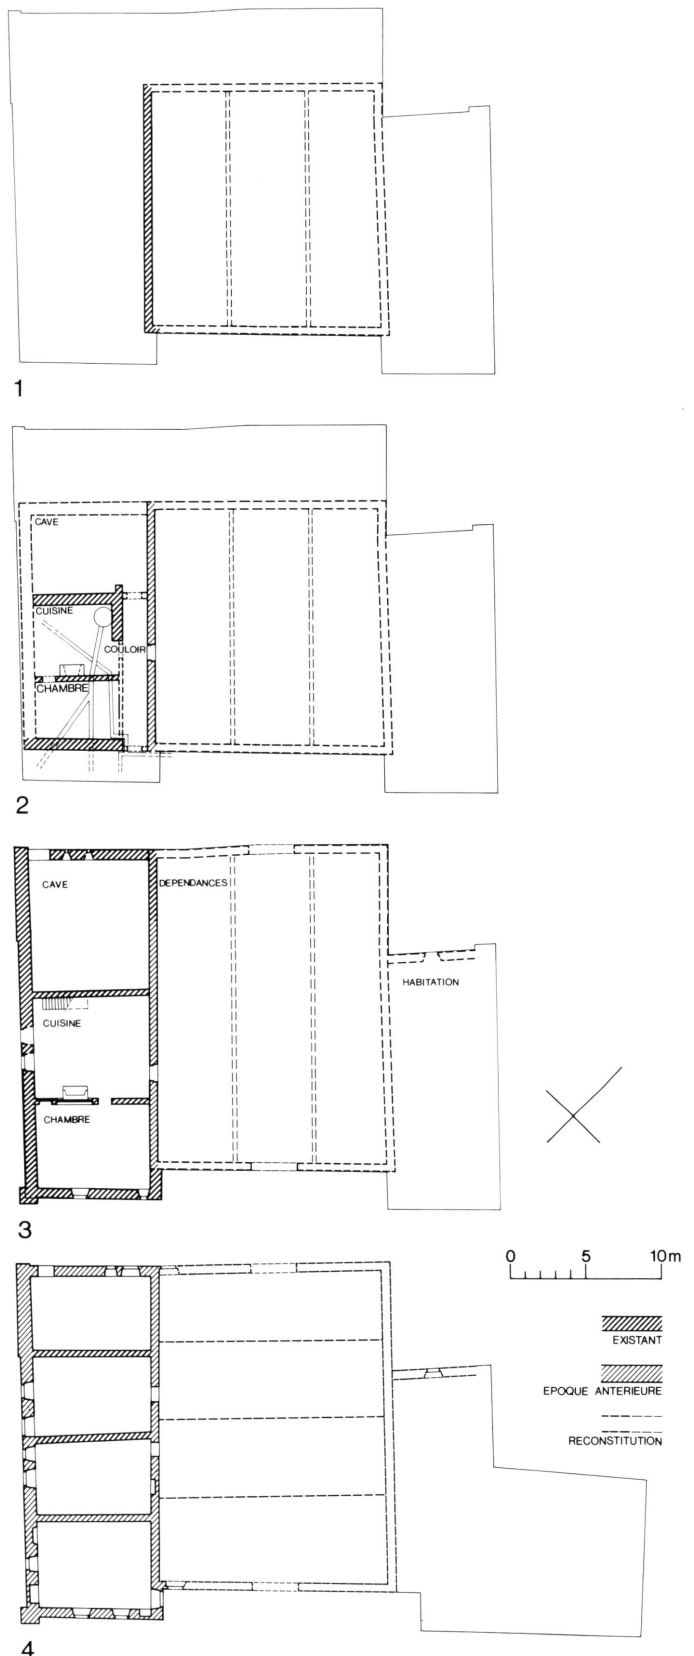 1
CAVE
CUISINE
COULOIR
CHAMBRE
2
CAVE
DEPENDANCES
HABITATION
CUISINE
CHAMBRE
3
0 5 10m
EXISTANT
EPOQUE ANTERIEURE
RECONSTITUTION
4